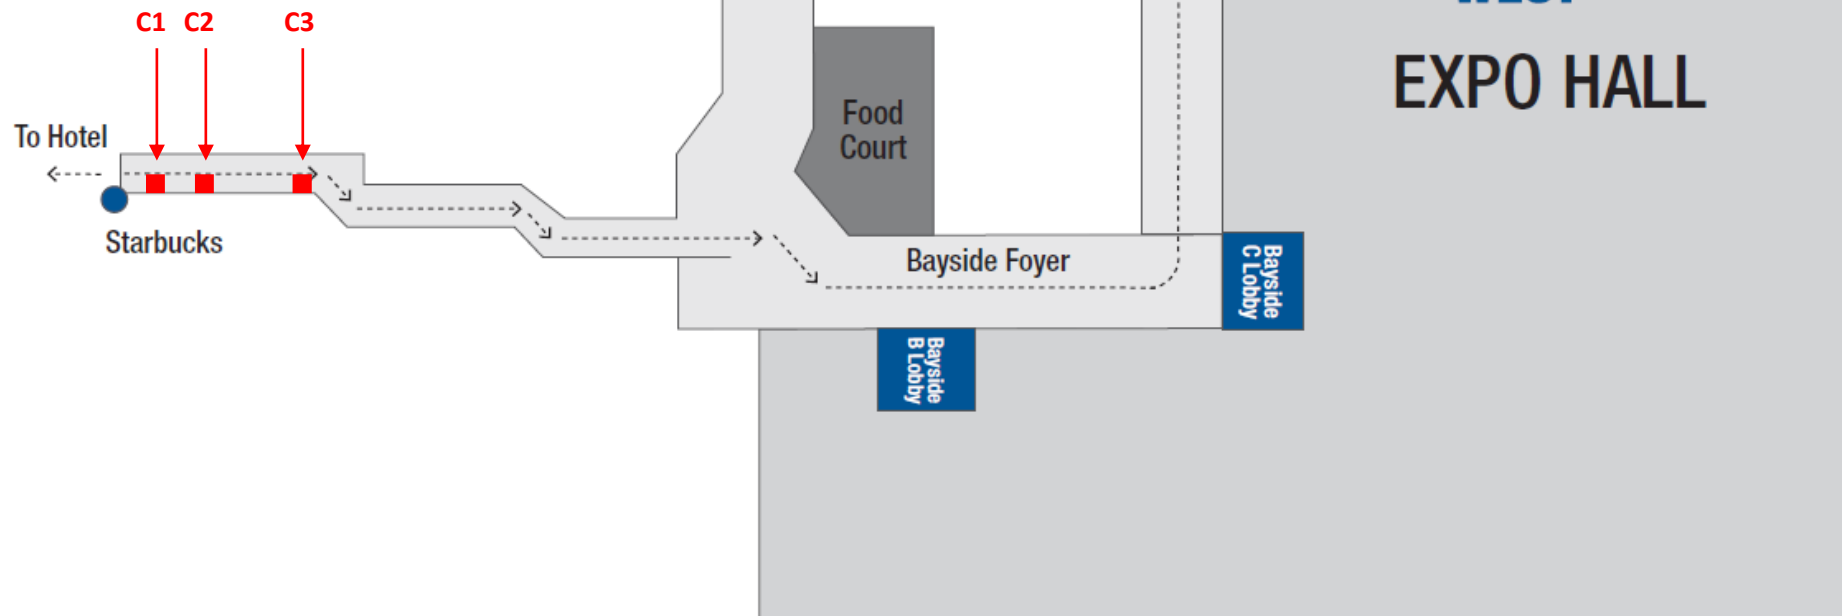 C1 C2 C3
EXPO HALL
Food
Court
To Hotel
Starbucks
Bayside Foyer
Bayside
C Lobby
Bayside
B Lobby